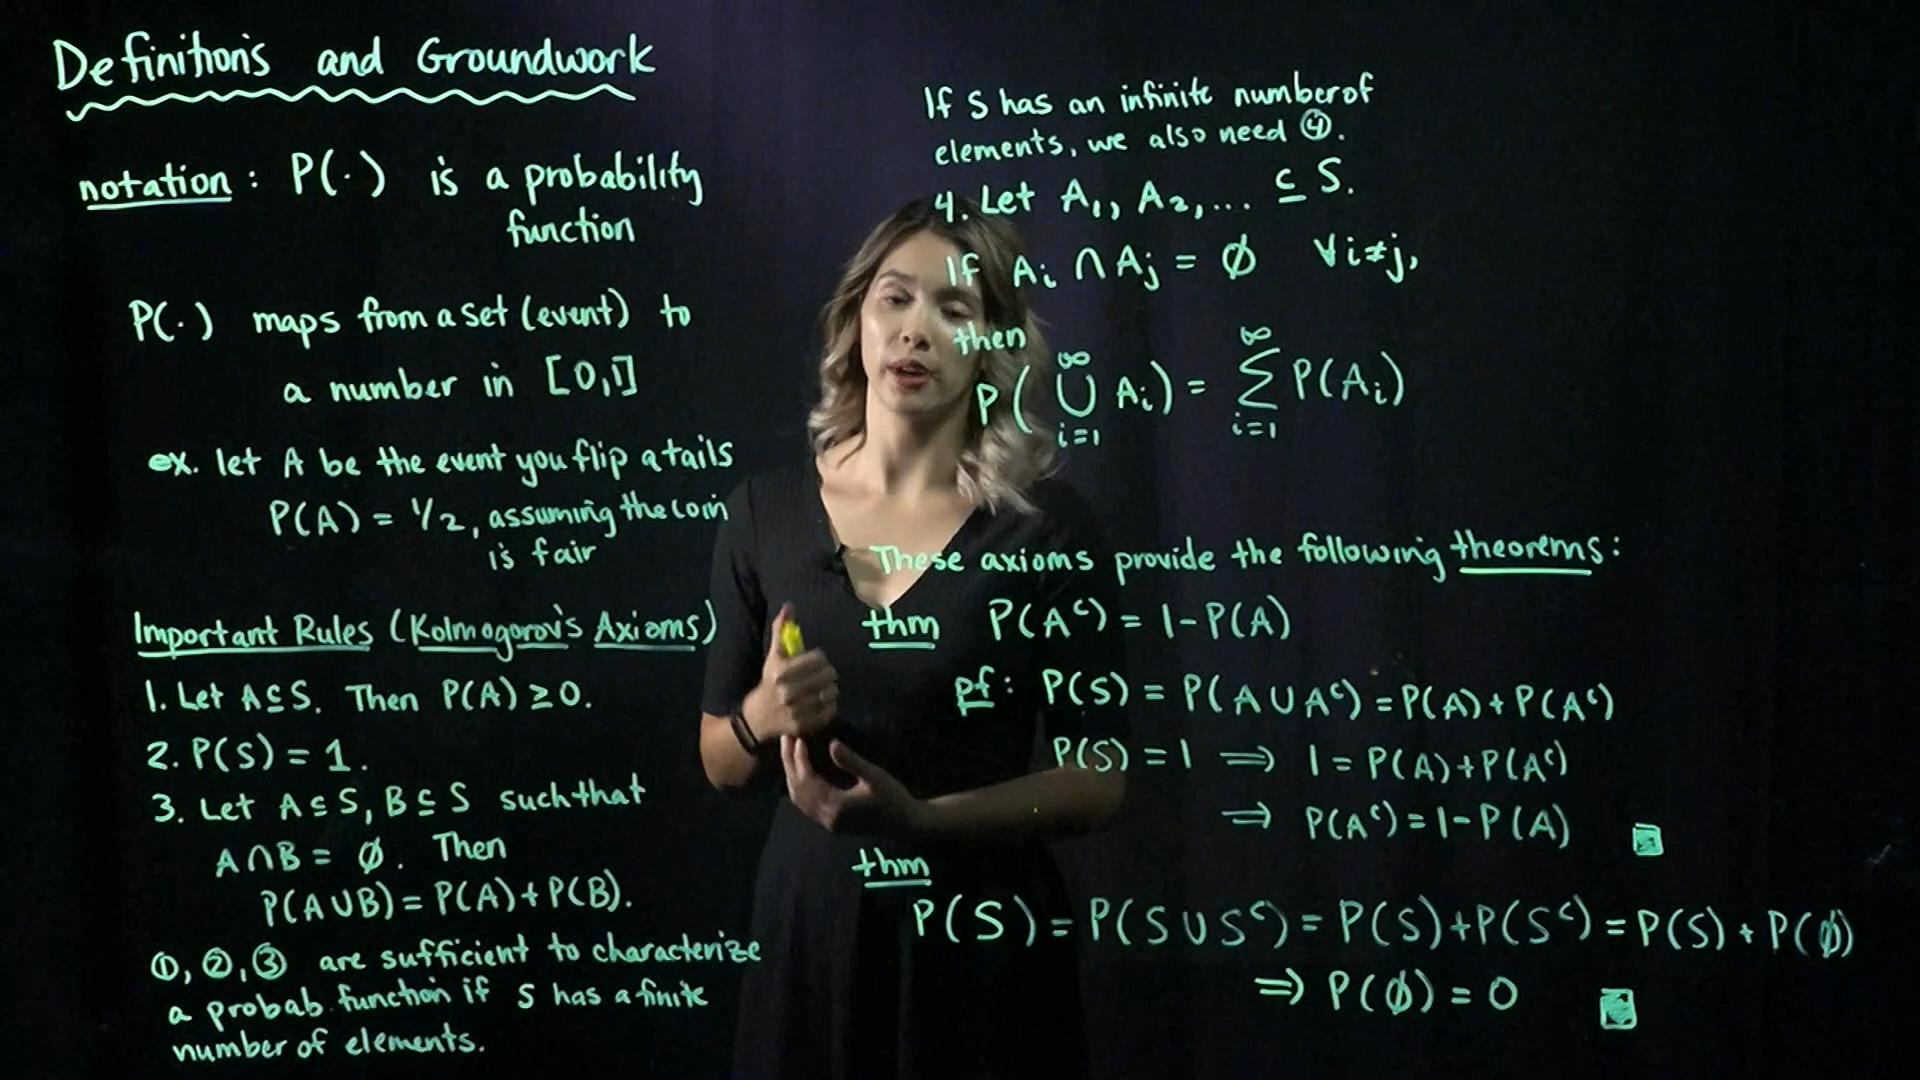 Definitions and Groundwork
notation: P(·) is a probability
function
P(·) maps from a set (event) to
a number in [0,1]
ex. let A be the event you flip a tails
P(A) = 1/2, assuming the coin
is fair
Important Rules (Kolmogorov's Axioms)
1. Let A ⊆ S. Then P(A) ≥ 0.
2. P(S) = 1.
3. Let A ⊆ S, B ⊆ S such that
A ∩ B = ∅. Then
P(A ∪ B) = P(A) + P(B).
①, ②, ③ are sufficient to characterize
a probab. function if S has a finite
number of elements.
If S has an infinite number of
elements, we also need ④.
4. Let A₁, A₂, ... ⊆ S.
If Aᵢ ∩ Aⱼ = ∅ ∀ i ≠ j,
then
P(⋃_{i=1}^{∞} Aᵢ) = ∑_{i=1}^{∞} P(Aᵢ)
These axioms provide the following theorems:
thm P(Aᶜ) = 1 - P(A)
pf: P(S) = P(A ∪ Aᶜ) = P(A) + P(Aᶜ)
P(S) = 1 ⟹ 1 = P(A) + P(Aᶜ)
⟹ P(Aᶜ) = 1 - P(A)
thm
P(S) = P(S ∪ Sᶜ) = P(S) + P(Sᶜ) = P(S) + P(∅)
⟹ P(∅) = 0